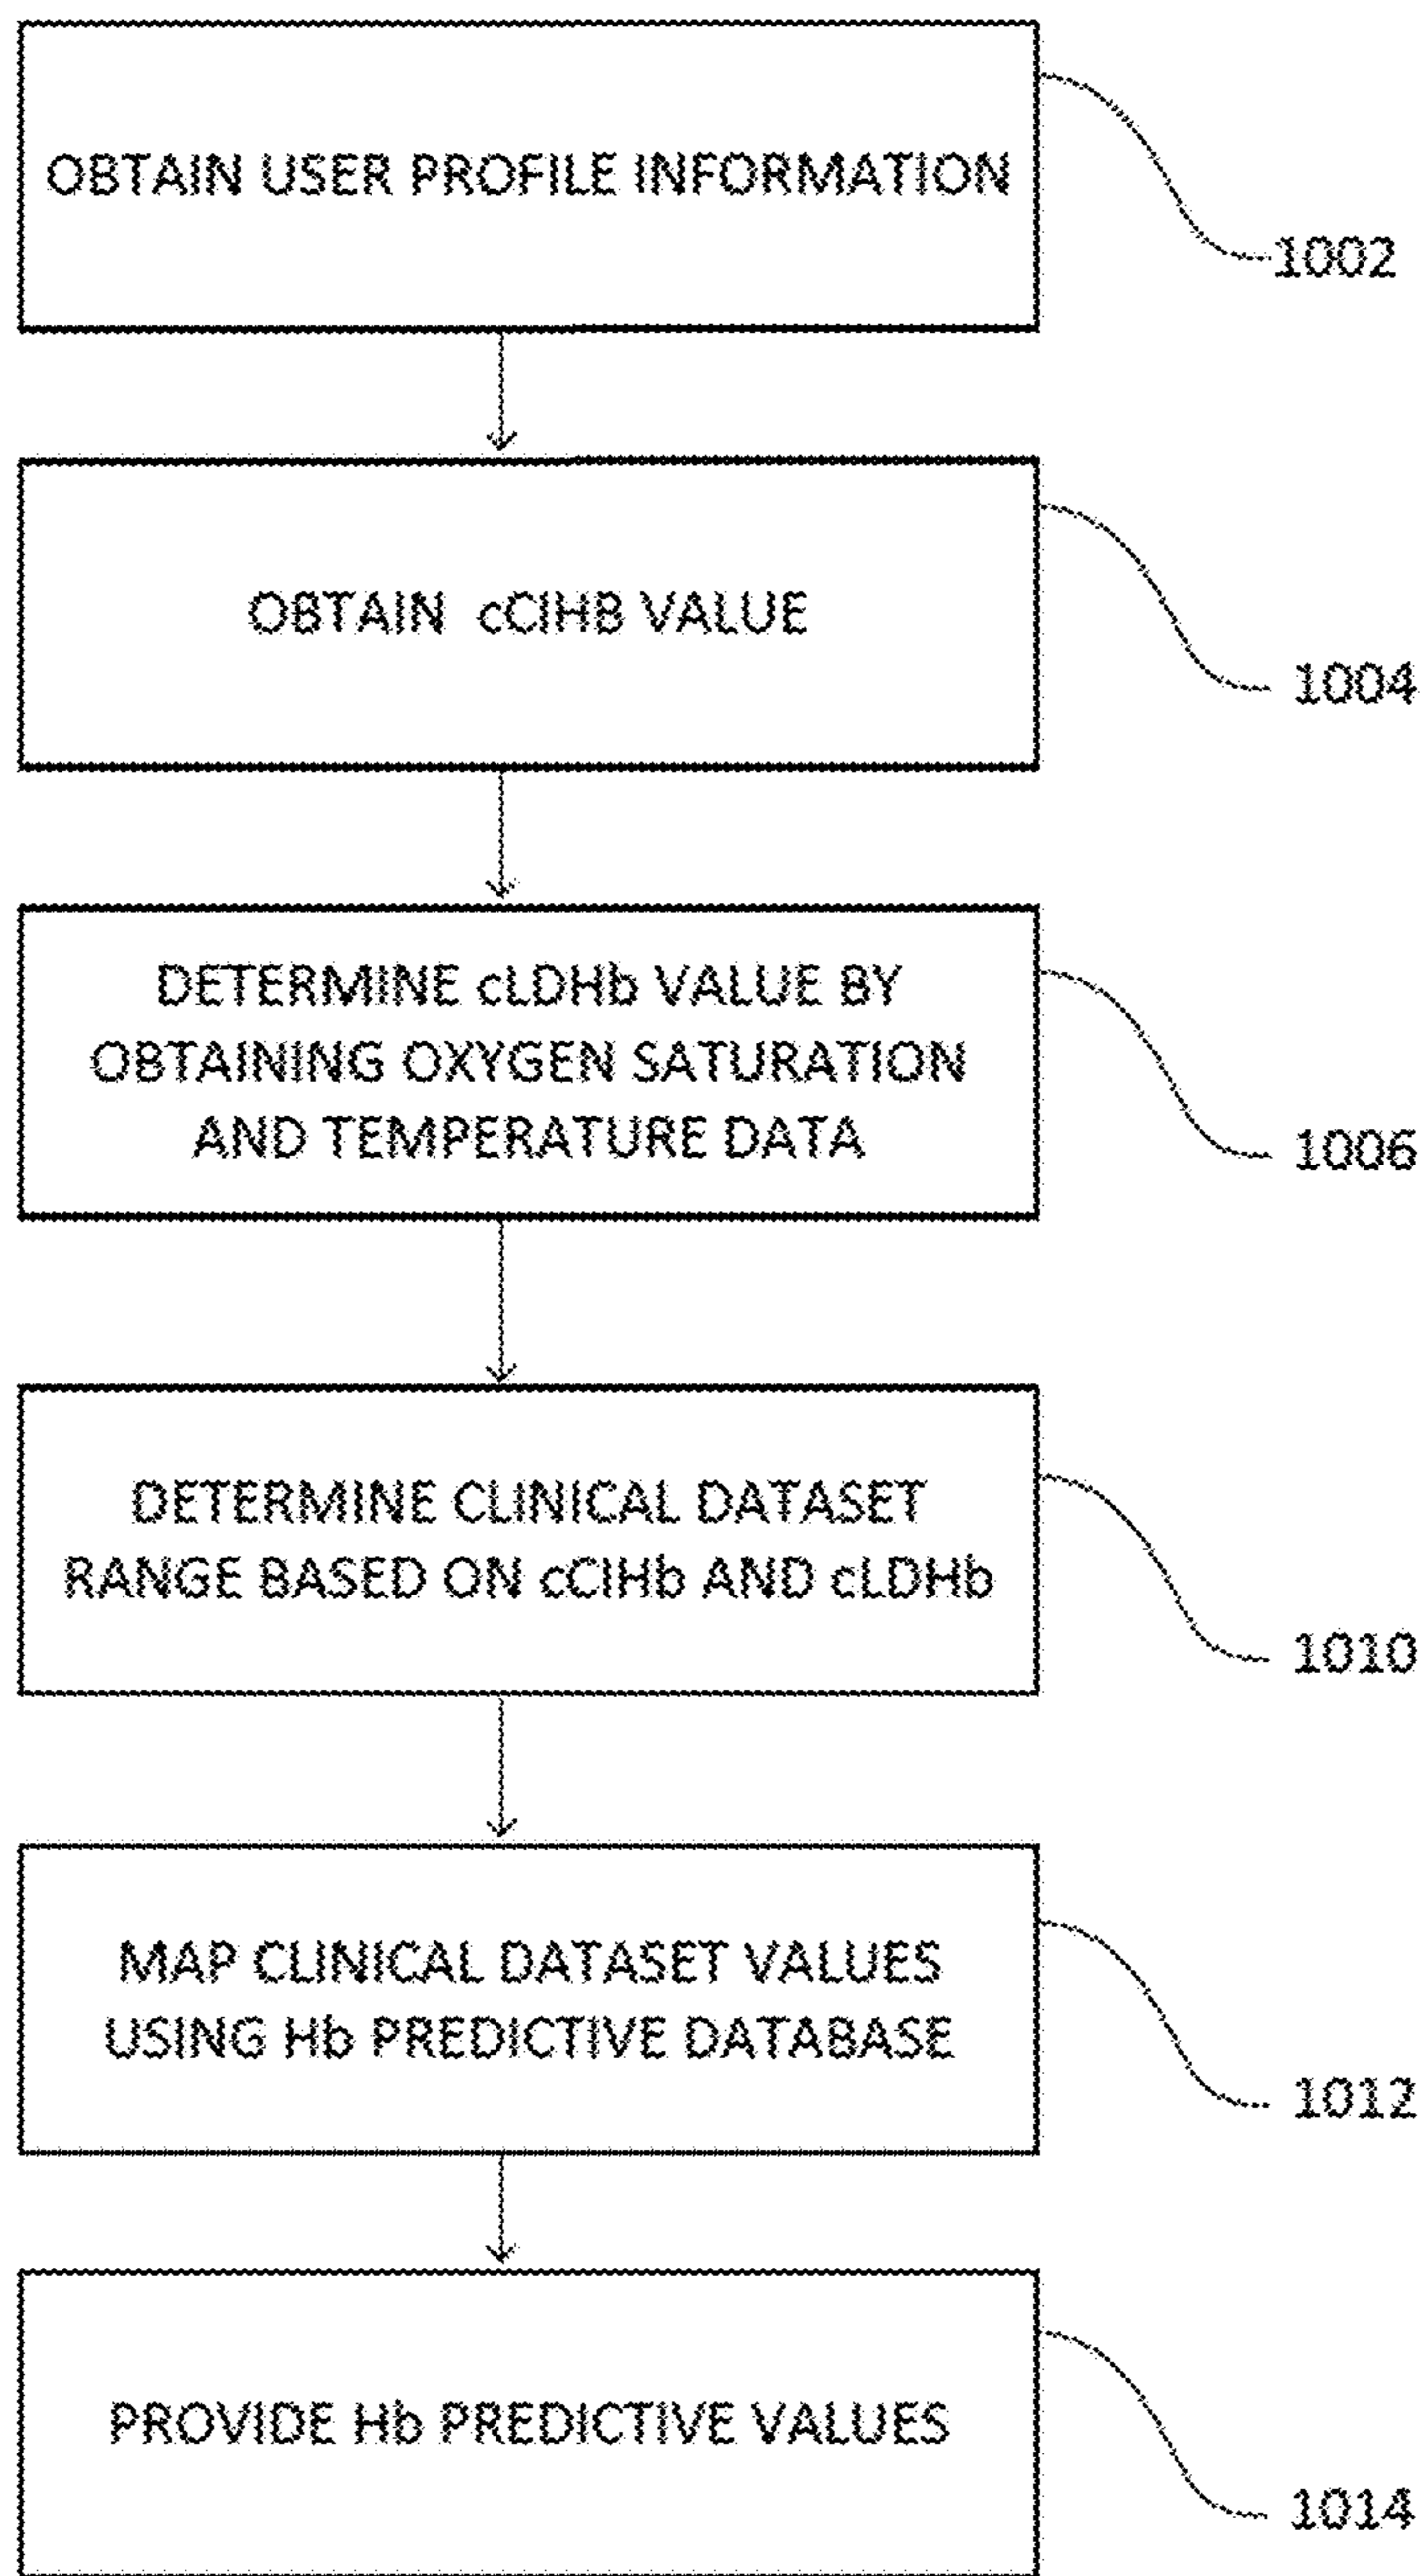 OBTAIN USER PROFILE INFORMATION
1002
OBTAIN cCIHB VALUE
1004
DETERMINE cLDHb VALUE BY
OBTAINING OXYGEN SATURATION
AND TEMPERATURE DATA
1006
DETERMINE CLINICAL DATASET
RANGE BASED ON cCIHb AND cLDHb
1010
MAP CLINICAL DATASET VALUES
USING Hb PREDICTIVE DATABASE
1012
PROVIDE Hb PREDICTIVE VALUES
1014